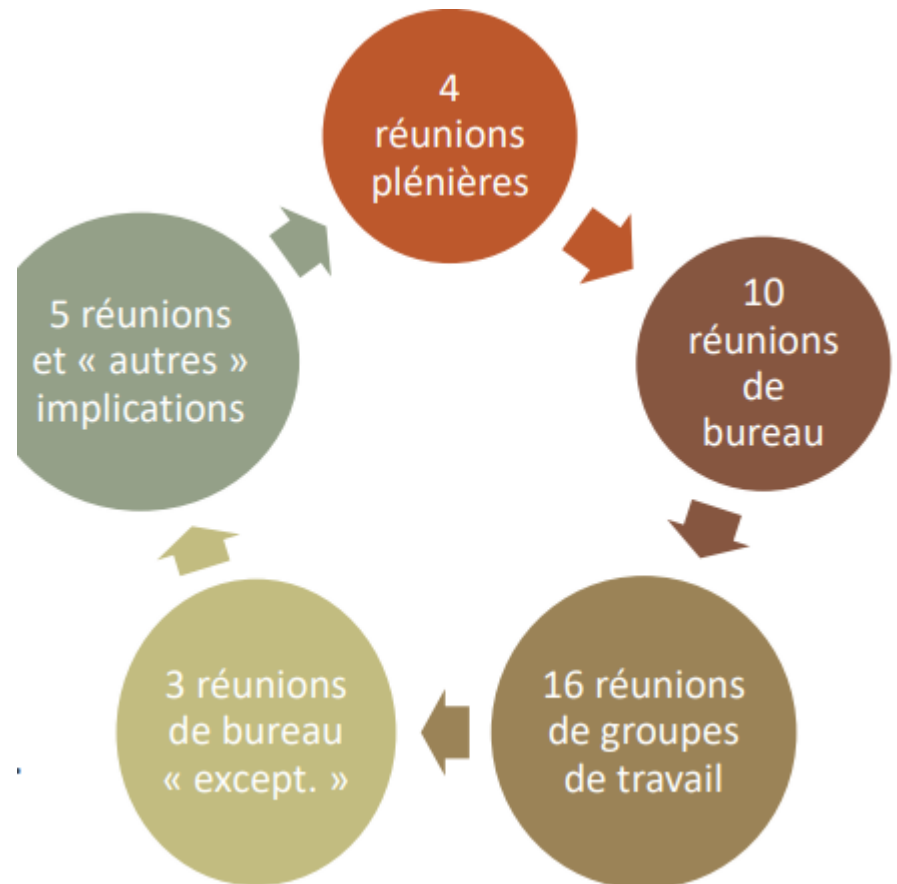 4
réunions
plénières
10
réunions
de
bureau
16 réunions
de groupes
de travail
3 réunions
de bureau
« except. »
5 réunions
et « autres »
implications